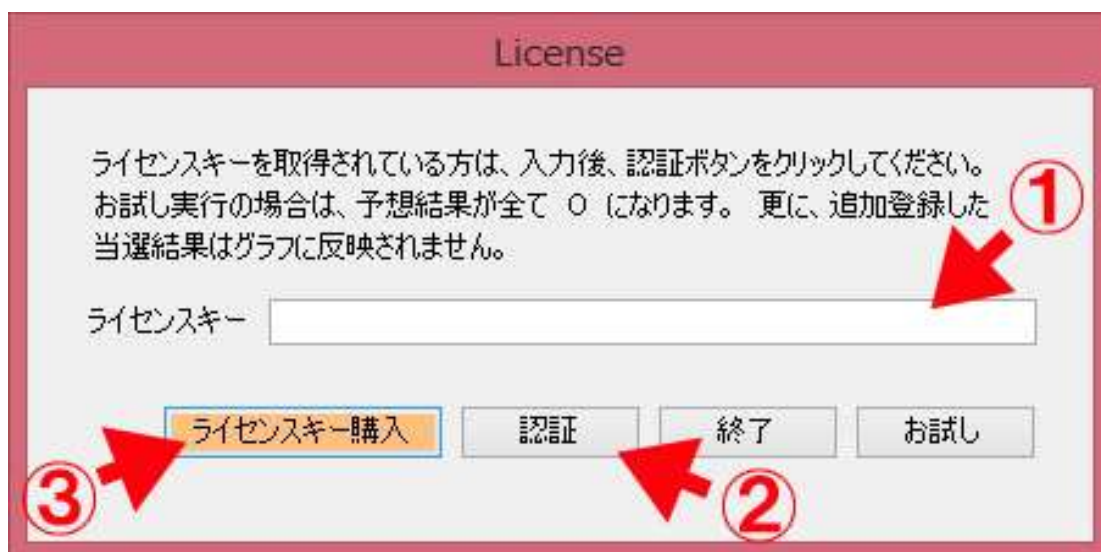 License
ライセンスキーを取得されている方は、入力後、認証ボタンをクリックしてください。
お試し実行の場合は、予想結果が全て 0 になります。 更に、追加登録した
当選結果はグラフに反映されません。
①
ライセンスキー
ライセンスキー購入 認証 終了 お試し
③ ②